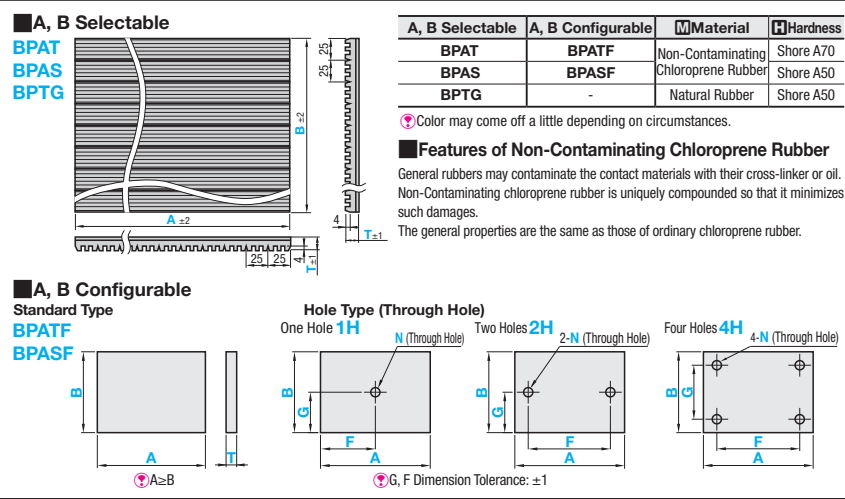 ■A, B Selectable
BPAT
BPAS
BPTG
25
25
B ±2
A ±2
4
T±1
25 25
4
T±1
A, B Selectable A, B Configurable MMaterial HHardness
BPAT BPATF Non-Contaminating Chloroprene Rubber Shore A70
BPAS BPASF Shore A50
BPTG - Natural Rubber Shore A50
Color may come off a little depending on circumstances.
■Features of Non-Contaminating Chloroprene Rubber
General rubbers may contaminate the contact materials with their cross-linker or oil.
Non-Contaminating chloroprene rubber is uniquely compounded so that it minimizes
such damages.
The general properties are the same as those of ordinary chloroprene rubber.
■A, B Configurable
Standard Type
BPATF
BPASF
B
A
T
A≥B
Hole Type (Through Hole)
One Hole 1H
N (Through Hole)
B
G
F
A
Two Holes 2H
2-N (Through Hole)
B
G
F
A
Four Holes 4H
4-N (Through Hole)
B
G
F
A
G, F Dimension Tolerance: ±1